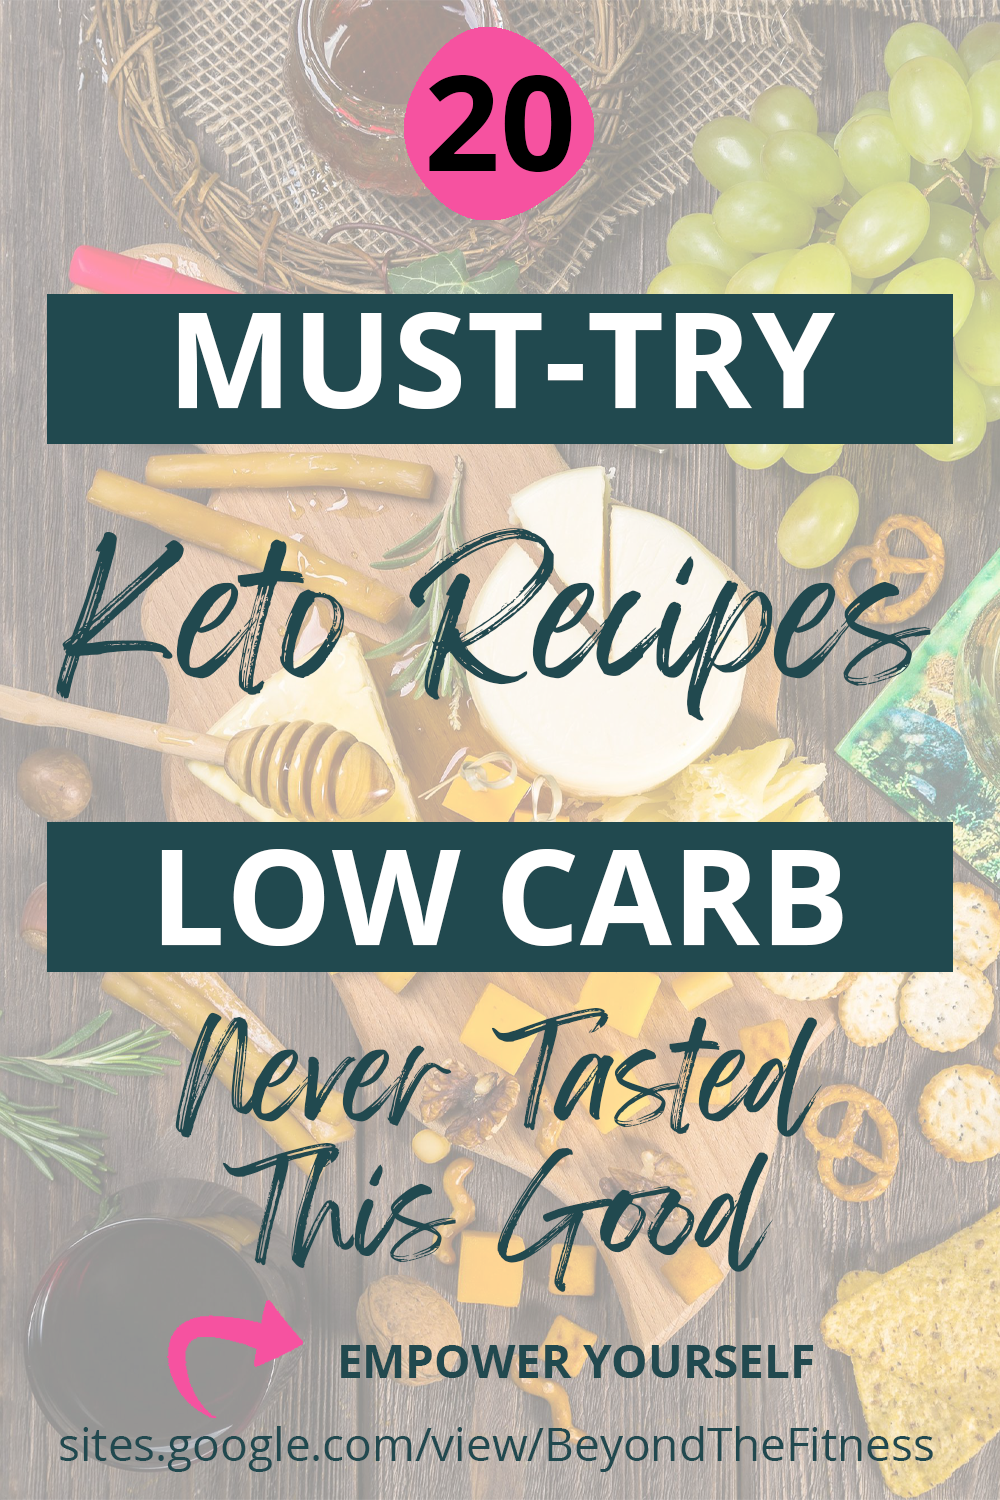 20
MUST-TRY
Keto Recipes
LOW CARB
Never Tasted
This Good
EMPOWER YOURSELF
sites.google.com/view/BeyondTheFitness